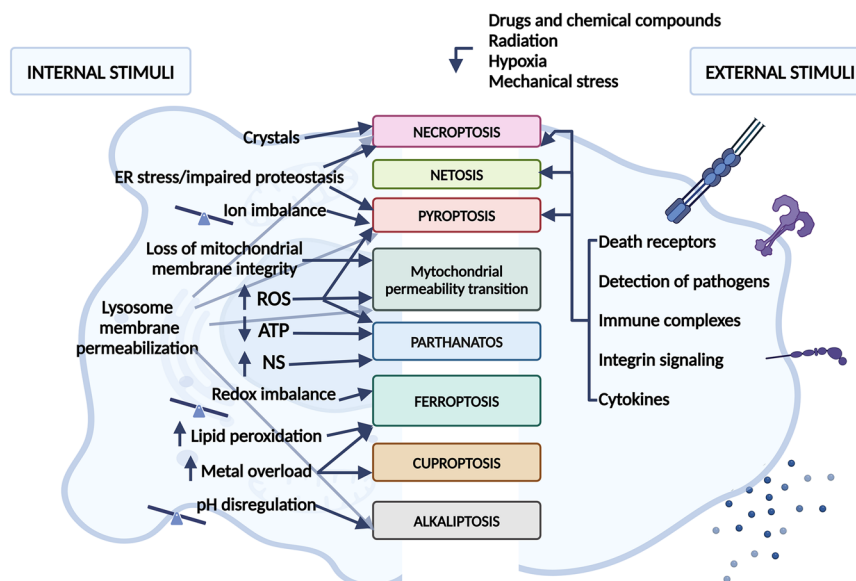 Drugs and chemical compounds
Radiation
Hypoxia
Mechanical stress
INTERNAL STIMULI
EXTERNAL STIMULI
Crystals
ER stress/impaired proteostasis
Ion imbalance
Loss of mitochondrial
membrane integrity
ROS
Lysosome
membrane
permeabilization
ATP
NS
Redox imbalance
Lipid peroxidation
Metal overload
pH disregulation
NECROPTOSIS
NETOSIS
PYROPTOSIS
Mytochondrial
permeability transition
PARTHANATOS
FERROPTOSIS
CUPROPTOSIS
ALKALIPTOSIS
Death receptors
Detection of pathogens
Immune complexes
Integrin signaling
Cytokines